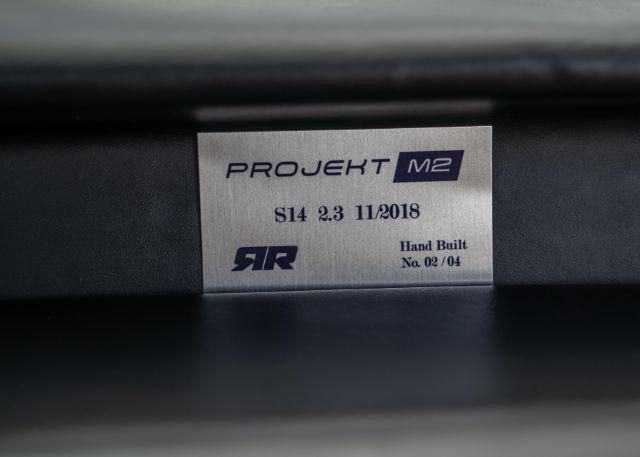 PROJEKT M2
S14 2.3 11/2018
RR
Hand Built
No. 02/04